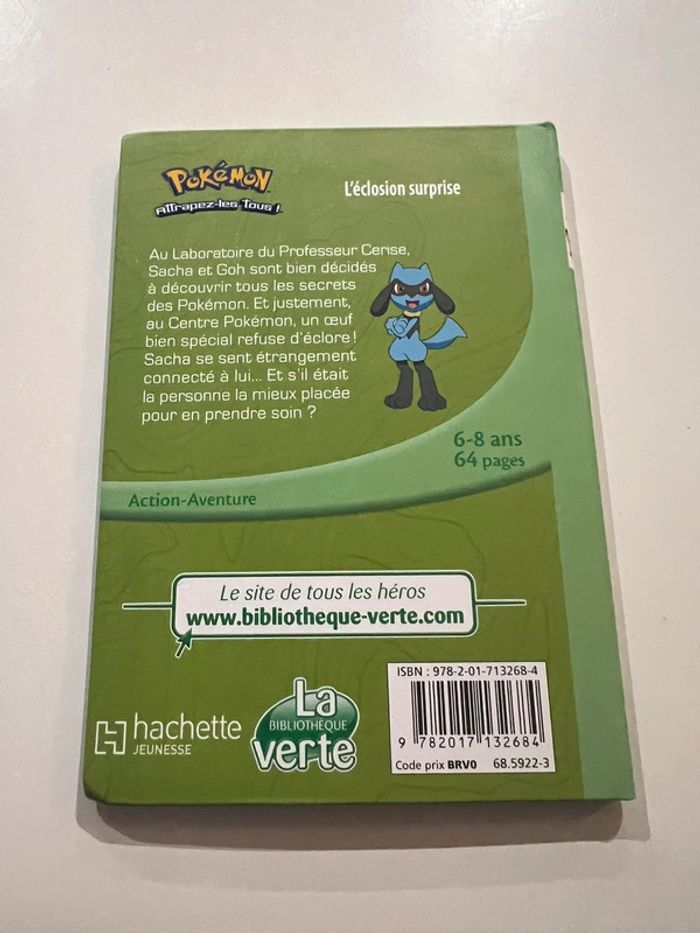 POKéMON
Attrapez-les Tous !
L'éclosion surprise
Au Laboratoire du Professeur Cerise,
Sacha et Goh sont bien décidés
à découvrir tous les secrets
des Pokémon. Et justement,
au Centre Pokémon, un œuf
bien spécial refuse d'éclore !
Sacha se sent étrangement
connecté à lui... Et s'il était
la personne la mieux placée
pour en prendre soin ?
6-8 ans
64 pages
Action-Aventure
Le site de tous les héros
www.bibliotheque-verte.com
hachette
JEUNESSE
La
BIBLIOTHÈQUE
verte
ISBN : 978-2-01-713268-4
9 782017 132684
Code prix BRV0 68.5922-3